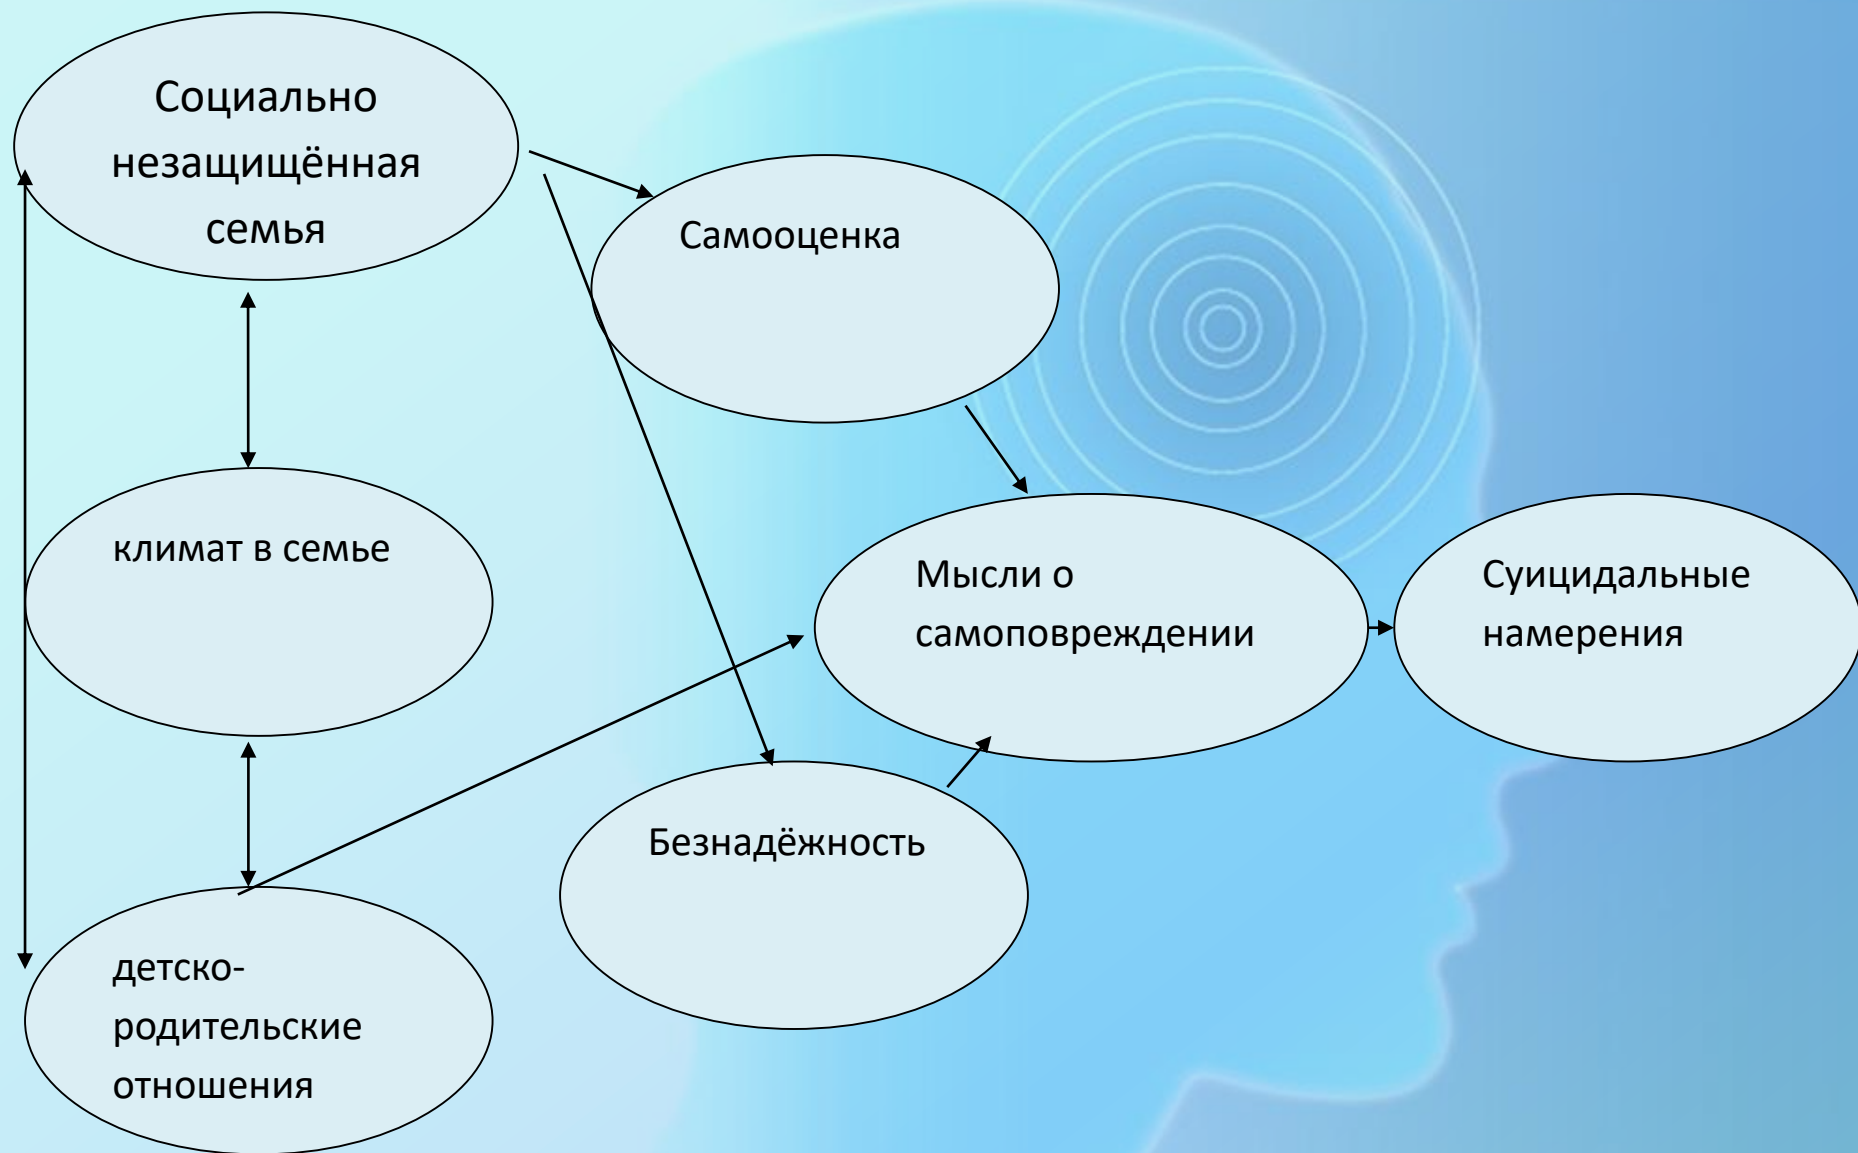 Социально
незащищённая
семья
Самооценка
климат в семье
Мысли о
самоповреждении
Суицидальные
намерения
Безнадёжность
детско-
родительские
отношения